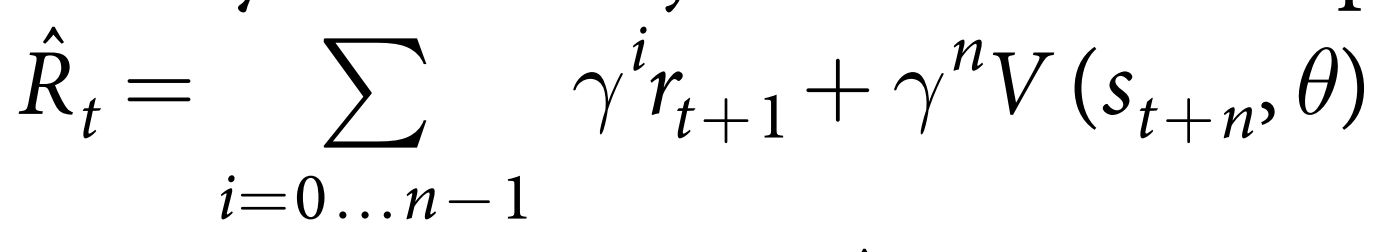 R̂_t = ∑_{i=0…n−1} γ^i r_{t+1} + γ^n V (s_{t+n}, θ)